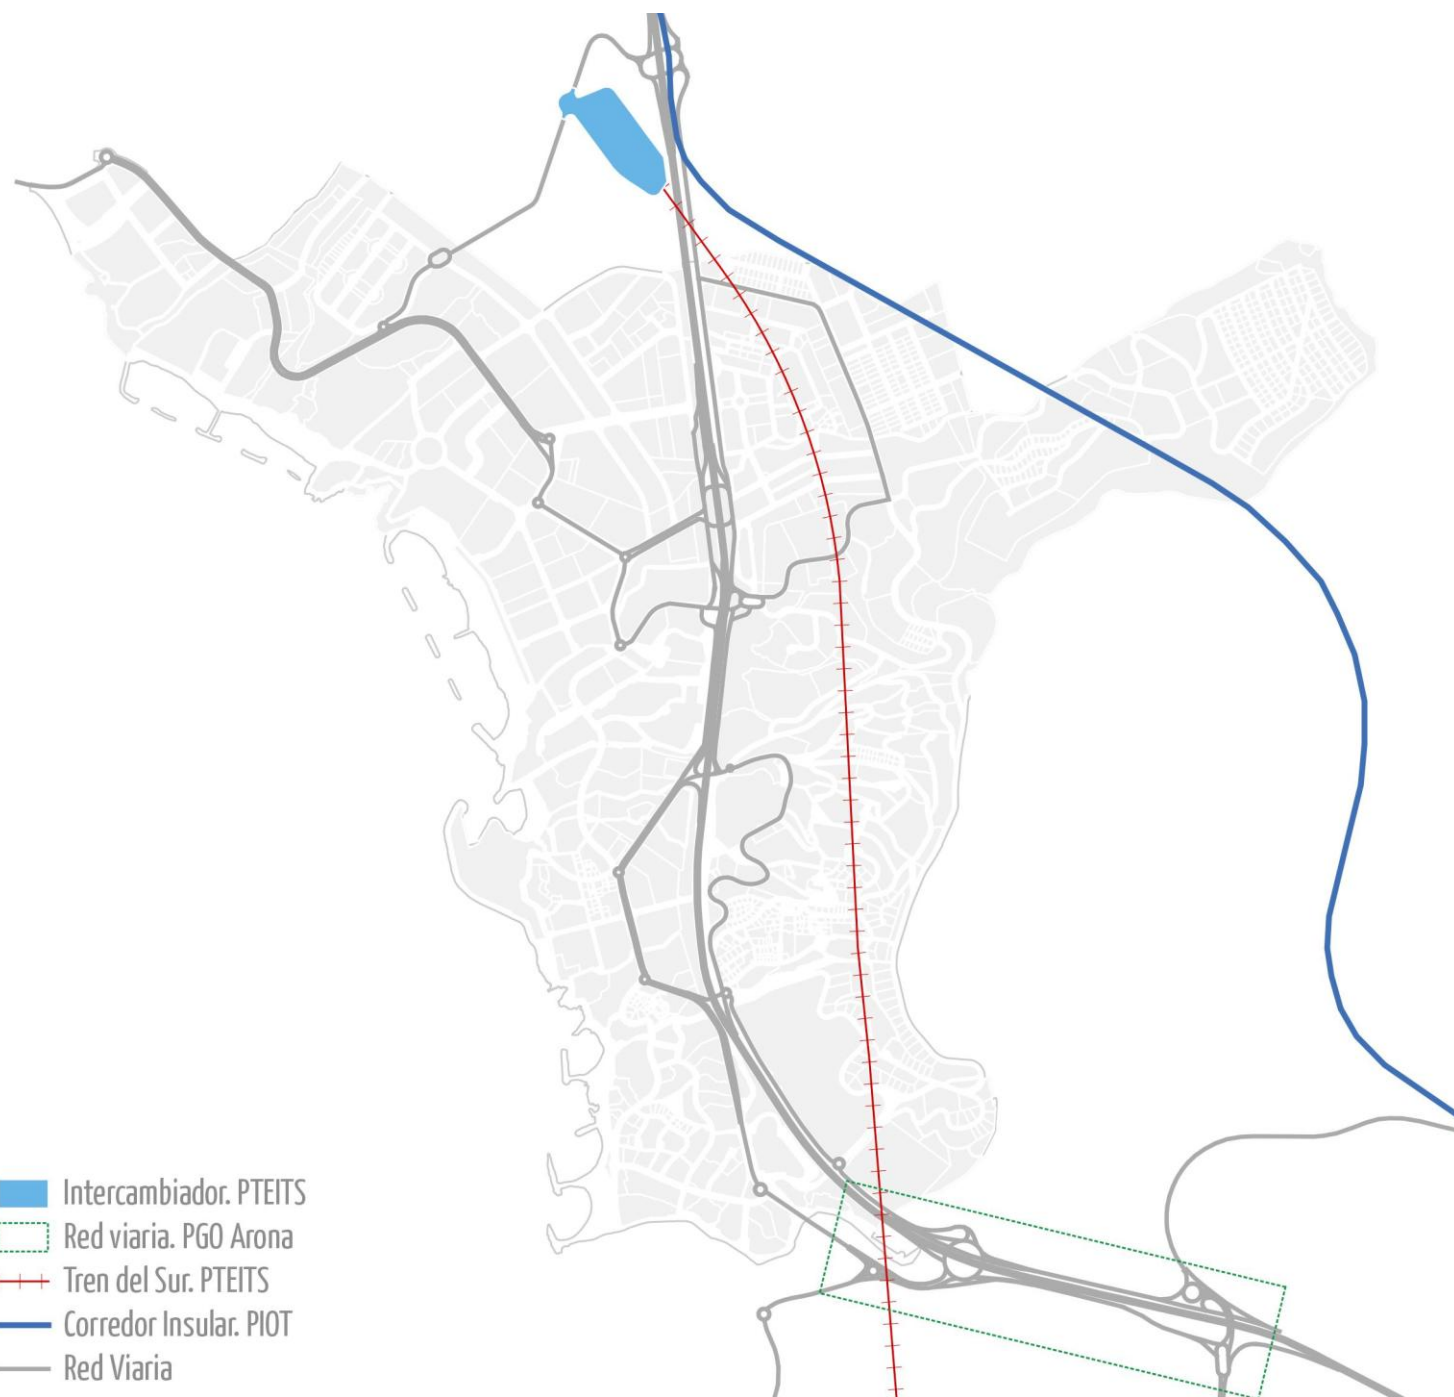 Intercambiador. PTEITS
Red viaria. PGO Arona
Tren del Sur. PTEITS
Corredor Insular. PIOT
Red Viaria